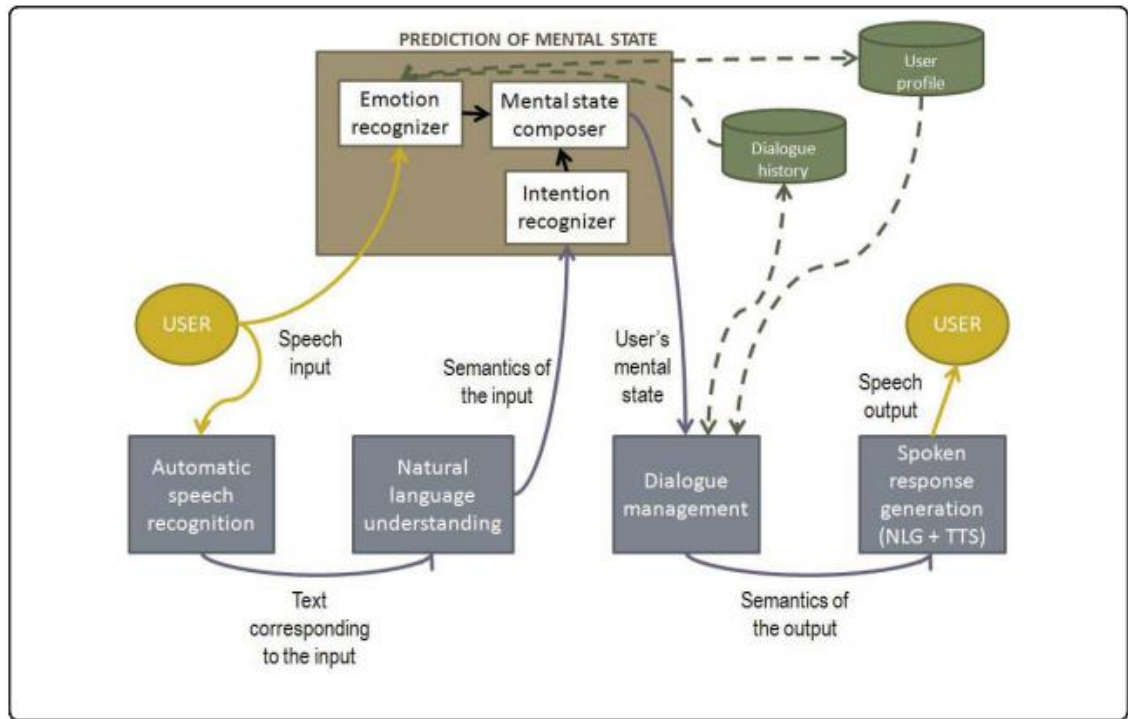 PREDICTION OF MENTAL STATE
User
profile
Emotion
recognizer
Mental state
composer
Dialogue
history
Intention
recognizer
USER
Speech
input
Semantics of
the input
User's
mental
state
USER
Speech
output
Automatic
speech
recognition
Natural
language
understanding
Dialogue
management
Spoken
response
generation
(NLG + TTS)
Text
corresponding
to the input
Semantics of
the output